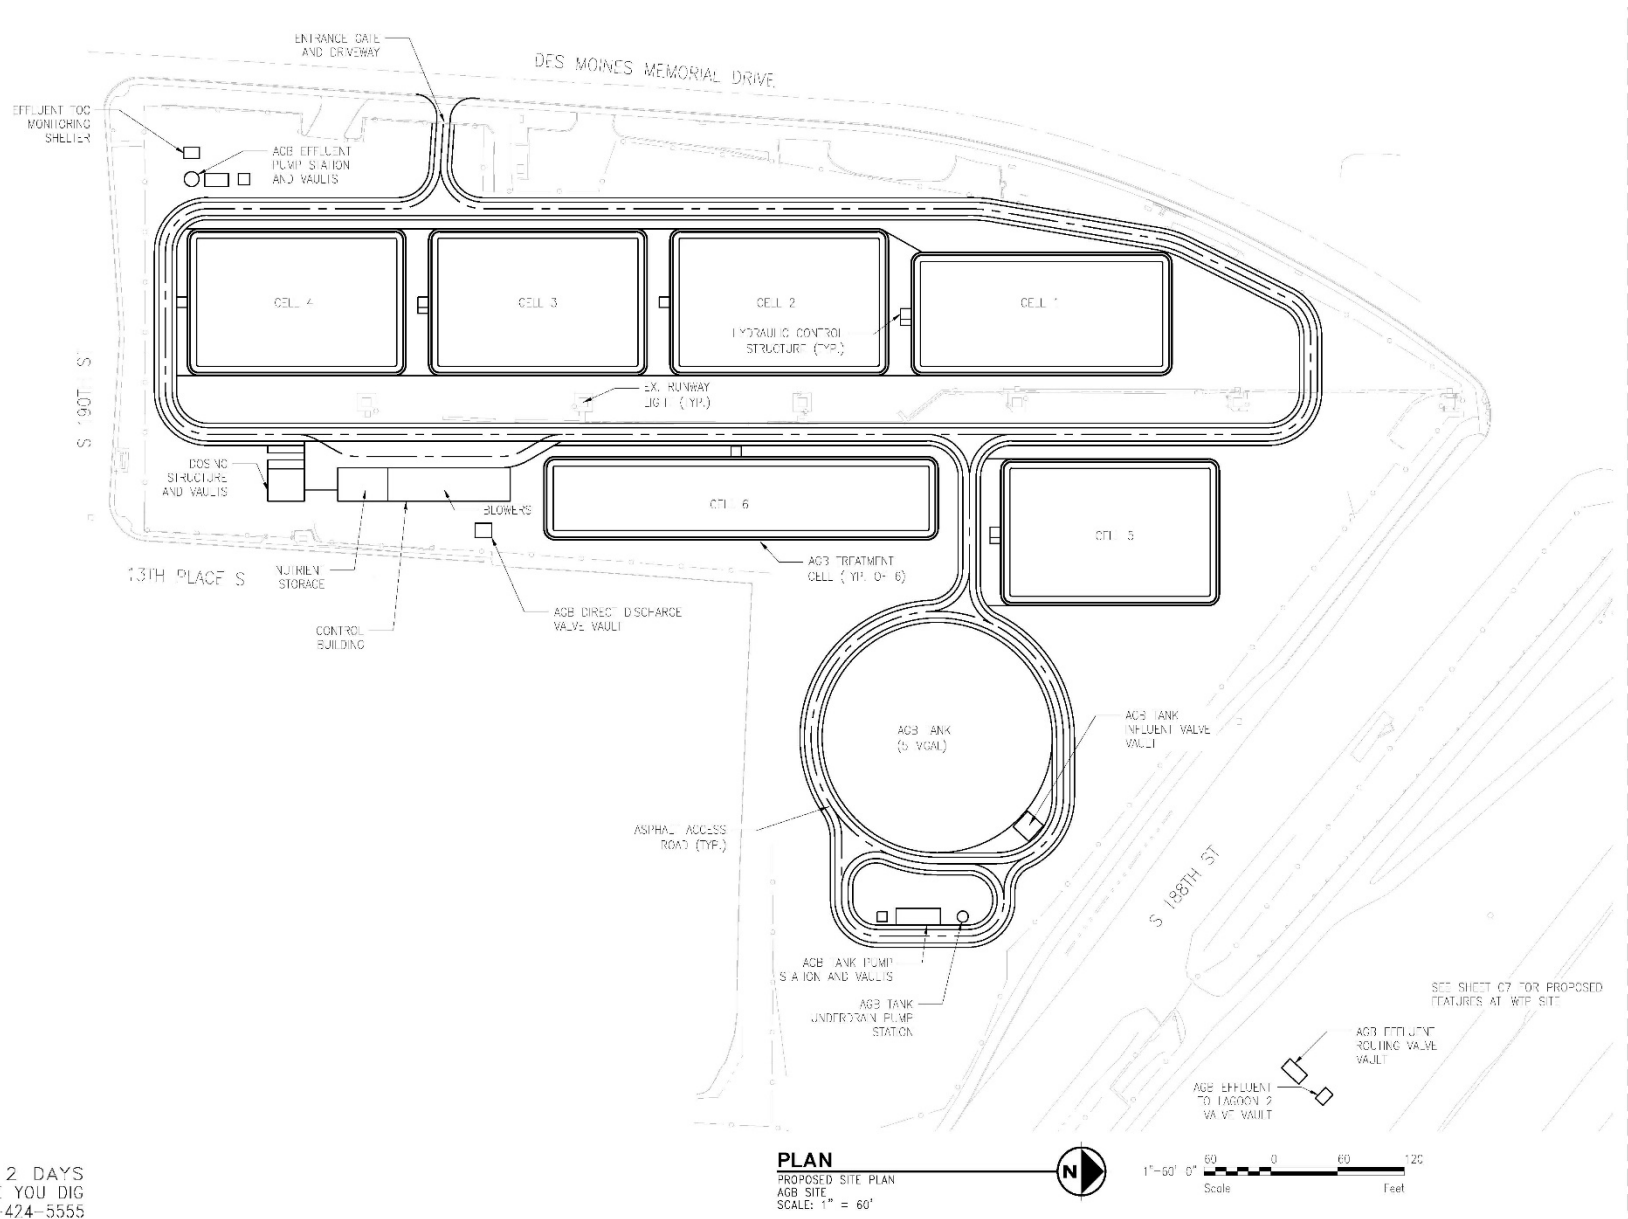 ENTRANCE GATE
AND DRIVEWAY
DES MOINES MEMORIAL DRIVE
EFFLUENT TOC
MONITORING
SHELTER
AGB EFFLUENT
PUMP STATION
AND VAULTS
CELL 4
CELL 3
CELL 2
CELL 1
HYDRAULIC CONTROL
STRUCTURE (TYP.)
EX. RUNWAY
LIGHT (TYP.)
S 190TH ST
DOSING
STRUCTURE
AND VAULTS
BLOWERS
CELL 6
CELL 5
13TH PLACE S
NUTRIENT
STORAGE
AGB TREATMENT
CELL (TYP. OF 6)
CONTROL
BUILDING
AGB DIRECT DISCHARGE
VALVE VAULT
AGB TANK
(5 MGAL)
AGB TANK
INFLUENT VALVE
VAULT
ASPHALT ACCESS
ROAD (TYP.)
S 188TH ST
AGB TANK PUMP
STATION AND VAULTS
AGB TANK
UNDERDRAIN PUMP
STATION
SEE SHEET C7 FOR PROPOSED
FEATURES AT WTP SITE
AGB EFFLUENT
ROUTING VALVE
VAULT
AGB EFFLUENT
TO LAGOON 2
VALVE VAULT
2 DAYS
YOU DIG
-424-5555
PLAN
PROPOSED SITE PLAN
AGB SITE
SCALE: 1" = 60'
N
1"=60' 0"
60 0 60 120
Scale Feet